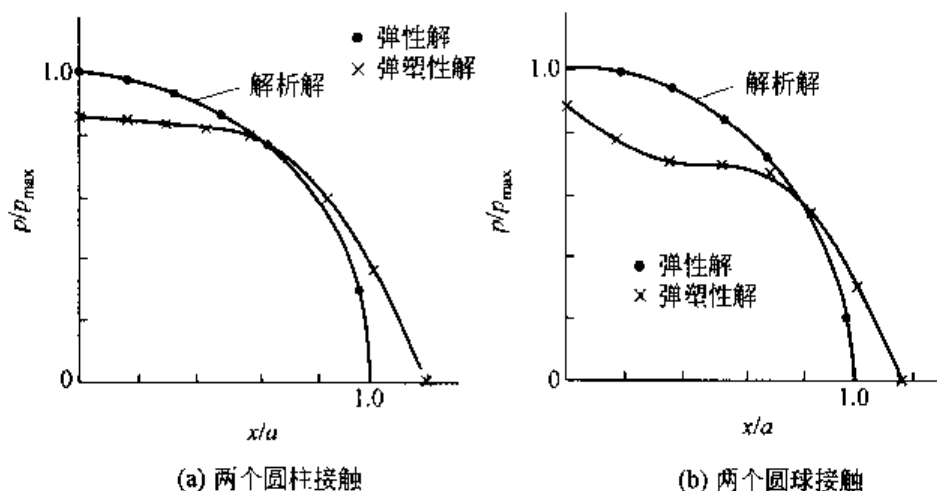 弹性解
弹塑性解
解析解
1.0
p/p_max
0
1.0
x/a
(a) 两个圆柱接触
1.0
解析解
p/p_max
弹性解
弹塑性解
0
1.0
x/a
(b) 两个圆球接触